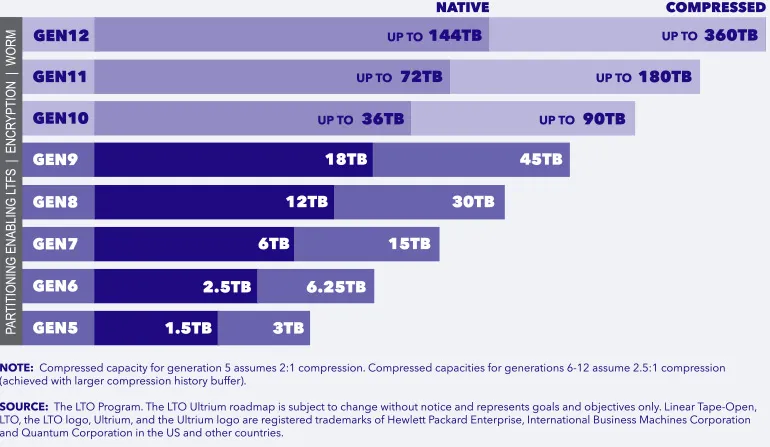 NATIVE COMPRESSED
GEN12 UP TO 144TB UP TO 360TB
GEN11 UP TO 72TB UP TO 180TB
GEN10 UP TO 36TB UP TO 90TB
GEN9 18TB 45TB
GEN8 12TB 30TB
GEN7 6TB 15TB
GEN6 2.5TB 6.25TB
GEN5 1.5TB 3TB
PARTITIONING ENABLING LTFS | ENCRYPTION | WORM
NOTE: Compressed capacity for generation 5 assumes 2:1 compression. Compressed capacities for generations 6-12 assume 2.5:1 compression
(achieved with larger compression history buffer).
SOURCE: The LTO Program. The LTO Ultrium roadmap is subject to change without notice and represents goals and objectives only. Linear Tape-Open,
LTO, the LTO logo, Ultrium, and the Ultrium logo are registered trademarks of Hewlett Packard Enterprise, International Business Machines Corporation
and Quantum Corporation in the US and other countries.